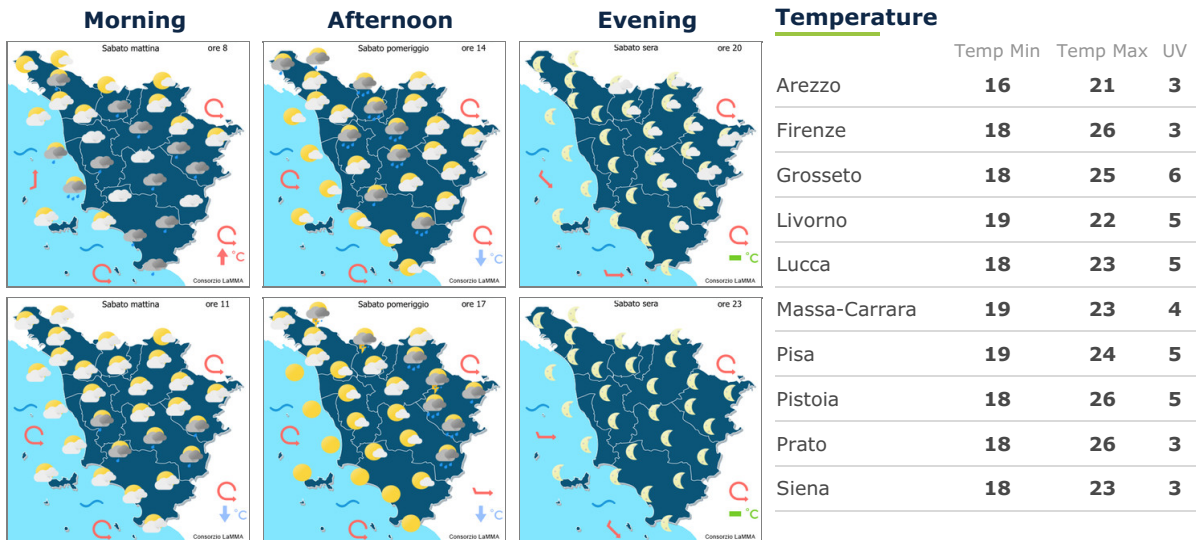 Morning Afternoon Evening
Sabato mattina ore 8
Sabato pomeriggio ore 14
Sabato sera ore 20
°C
°C
°C
Consorzio LaMMA
Consorzio LaMMA
Consorzio LaMMA
Sabato mattina ore 11
Sabato pomeriggio ore 17
Sabato sera ore 23
°C
°C
°C
Consorzio LaMMA
Consorzio LaMMA
Consorzio LaMMA
Temperature
Temp Min Temp Max UV
Arezzo 16 21 3
Firenze 18 26 3
Grosseto 18 25 6
Livorno 19 22 5
Lucca 18 23 5
Massa-Carrara 19 23 4
Pisa 19 24 5
Pistoia 18 26 5
Prato 18 26 3
Siena 18 23 3